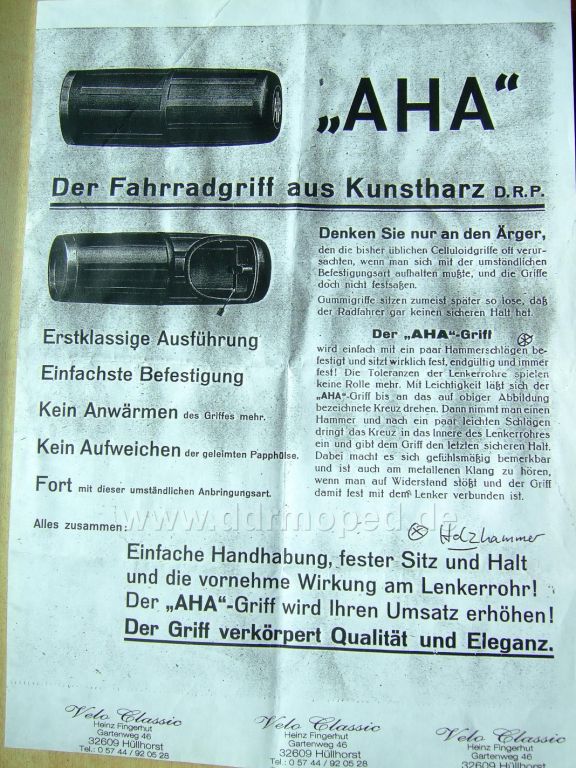 „AHA“
Der Fahrradgriff aus Kunstharz D.R.P.
Denken Sie nur an den Ärger,
den die bisher üblichen Celluloidgriffe oft verur-
sachten, wenn man sich mit der umständlichen
Befestigungsart aufhalten mußte, und die Griffe
doch nicht festsaßen.
Gummigriffe sitzen zumeist später so lose, daß
der Radfahrer gar keinen sicheren Halt hat.
Der „AHA“-Griff
wird einfach mit ein paar Hammerschlägen be-
festigt und sitzt wirklich fest, endgültig und immer
fest! Die Toleranzen der Lenkerrohre spielen
keine Rolle mehr. Mit Leichtigkeit läßt sich der
„AHA“-Griff bis an das auf obiger Abbildung
bezeichnete Kreuz drehen. Dann nimmt man einen
Hammer und nach ein paar leichten Schlägen
dringt das Kreuz in das Innere des Lenkerrohres
ein und gibt dem Griff den letzten sicheren Halt.
Dabei macht es sich gefühlsmäßig bemerkbar
und ist auch am metallenen Klang zu hören,
wenn man auf Widerstand stößt und der Griff
damit fest mit dem Lenker verbunden ist.
Erstklassige Ausführung
Einfachste Befestigung
Kein Anwärmen des Griffes mehr.
Kein Aufweichen der geleimten Papphülse.
Fort mit dieser umständlichen Anbringungsart.
www.ddrmoped.de
Holzhammer
Alles zusammen:
Einfache Handhabung, fester Sitz und Halt
und die vornehme Wirkung am Lenkerrohr!
Der „AHA“-Griff wird Ihren Umsatz erhöhen!
Der Griff verkörpert Qualität und Eleganz.
Velo Classic
Heinz Fingerhut
Gartenweg 46
32609 Hüllhorst
Tel.: 0 57 44 / 92 05 28
Velo Classic
Heinz Fingerhut
Gartenweg 46
32609 Hüllhorst
Tel.: 0 57 44 / 92 05 28
Velo Classic
Heinz Fingerhut
Gartenweg 46
32609 Hüllhorst